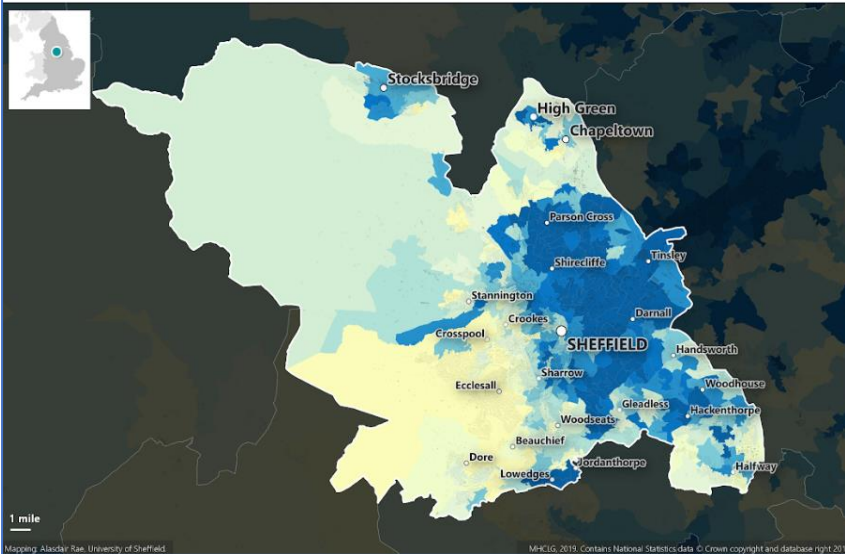 Stocksbridge
High Green
Chapeltown
Parson Cross
Shirecliffe
Tinsley
Stannington
Crookes
Darnall
Crosspool
SHEFFIELD
Handsworth
Sharrow
Ecclesall
Woodhouse
Gleadless
Hackenthorpe
Woodseats
Beauchief
Dore
Jordanthorpe
Halfway
Lowedges
1 mile
Mapping: Alasdair Rae, University of Sheffield.
MHCLG, 2019. Contains National Statistics data © Crown copyright and database right 201